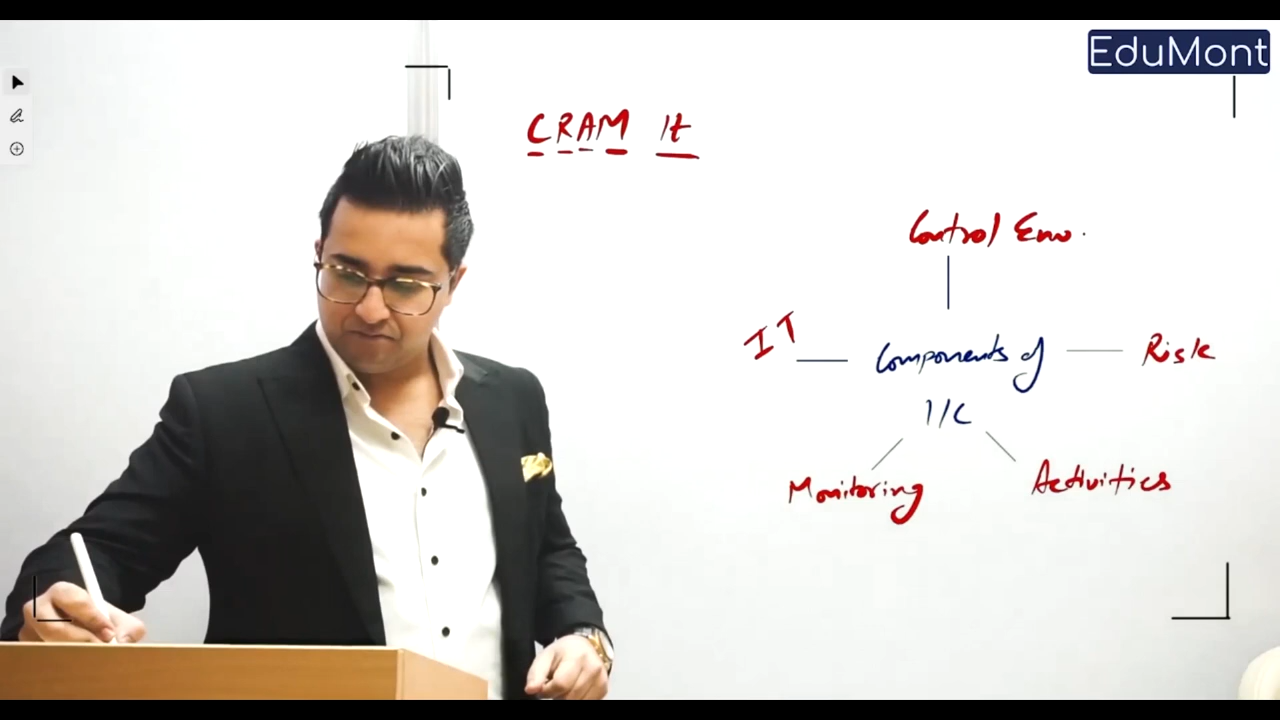 EduMont
CRAM It
Control Env.
IT
Components of
I/C
Risk
Monitoring
Activities